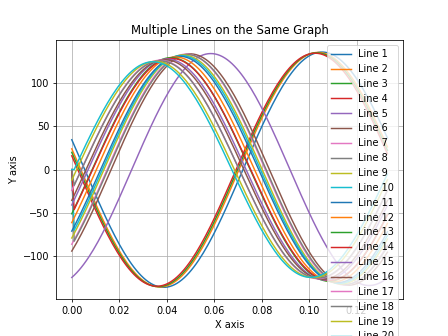 Multiple Lines on the Same Graph
Y axis
100
50
0
−50
−100
0.00
0.02
0.04
0.06
0.08
0.10
X axis
Line 1
Line 2
Line 3
Line 4
Line 5
Line 6
Line 7
Line 8
Line 9
Line 10
Line 11
Line 12
Line 13
Line 14
Line 15
Line 16
Line 17
Line 18
Line 19
Line 20